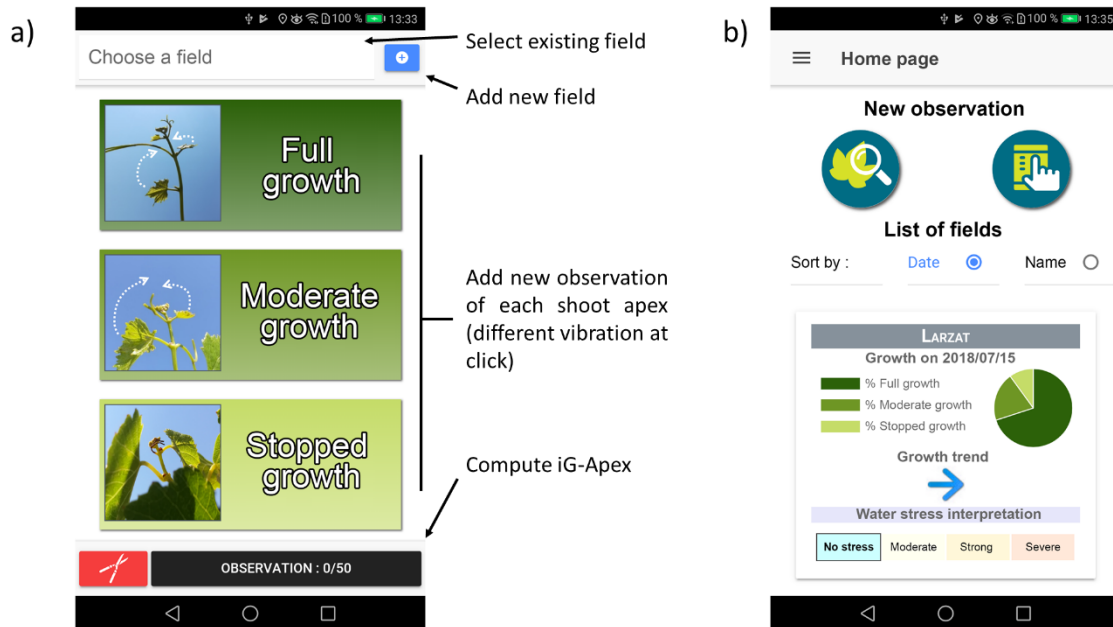 a)
100 % 13:33
Choose a field
Select existing field
Add new field
Full
growth
Moderate
growth
Stopped
growth
Add new observation
of each shoot apex
(different vibration at
click)
Compute iG-Apex
OBSERVATION : 0/50
b)
100 % 13:35
Home page
New observation
List of fields
Sort by : Date Name
LARZAT
Growth on 2018/07/15
% Full growth
% Moderate growth
% Stopped growth
Growth trend
Water stress interpretation
No stress Moderate Strong Severe